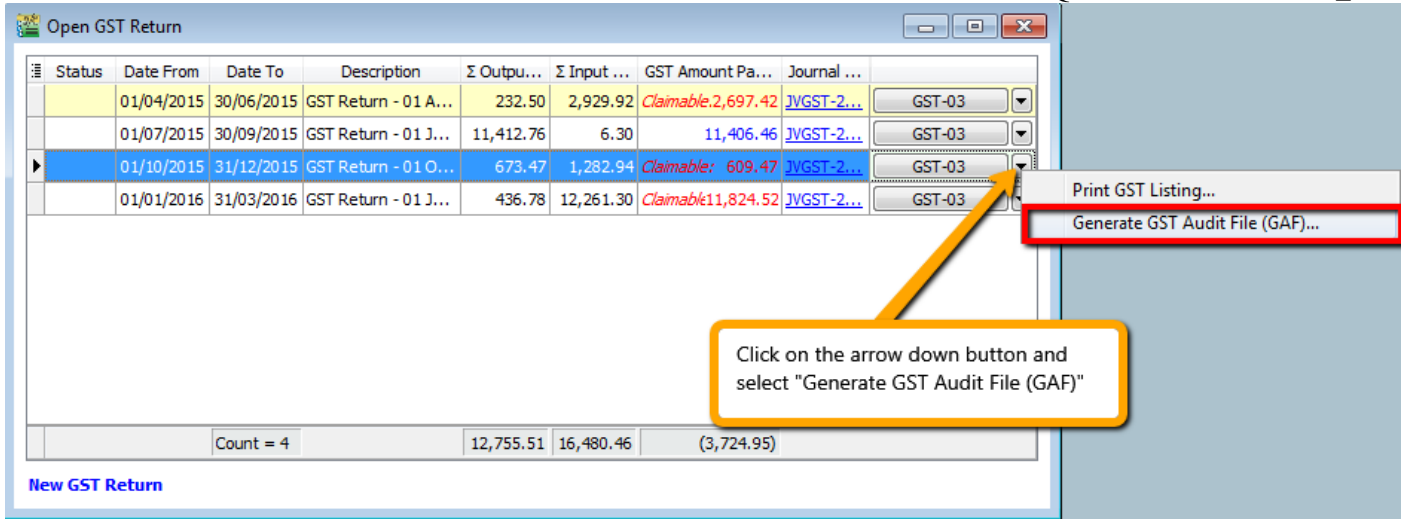 Open GST Return
Status Date From Date To Description Σ Outpu... Σ Input ... GST Amount Pa... Journal ...
01/04/2015 30/06/2015 GST Return - 01 A... 232.50 2,929.92 Claimable:2,697.42 JVGST-2... GST-03
01/07/2015 30/09/2015 GST Return - 01 J... 11,412.76 6.30 11,406.46 JVGST-2... GST-03
01/10/2015 31/12/2015 GST Return - 01 O... 673.47 1,282.94 Claimable: 609.47 JVGST-2... GST-03
01/01/2016 31/03/2016 GST Return - 01 J... 436.78 12,261.30 Claimable11,824.52 JVGST-2... GST-03
Print GST Listing...
Generate GST Audit File (GAF)...
Click on the arrow down button and
select "Generate GST Audit File (GAF)"
Count = 4 12,755.51 16,480.46 (3,724.95)
New GST Return